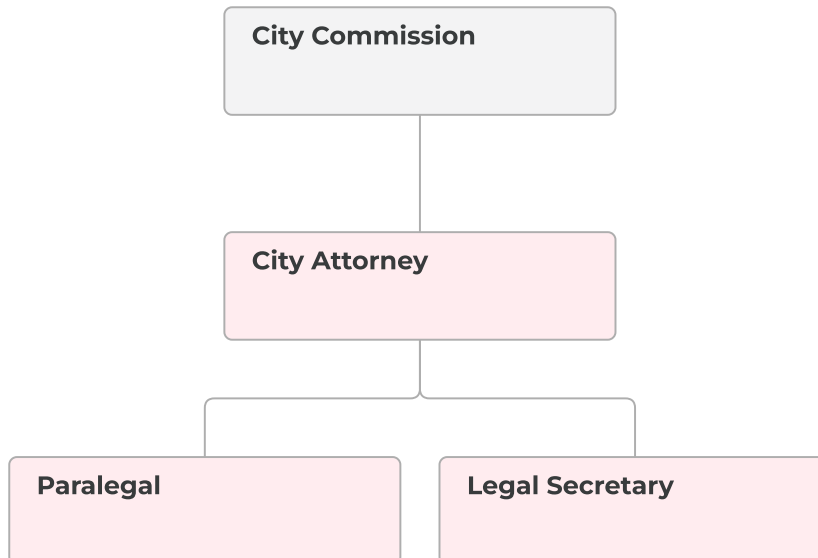 City Commission
City Attorney
Paralegal
Legal Secretary